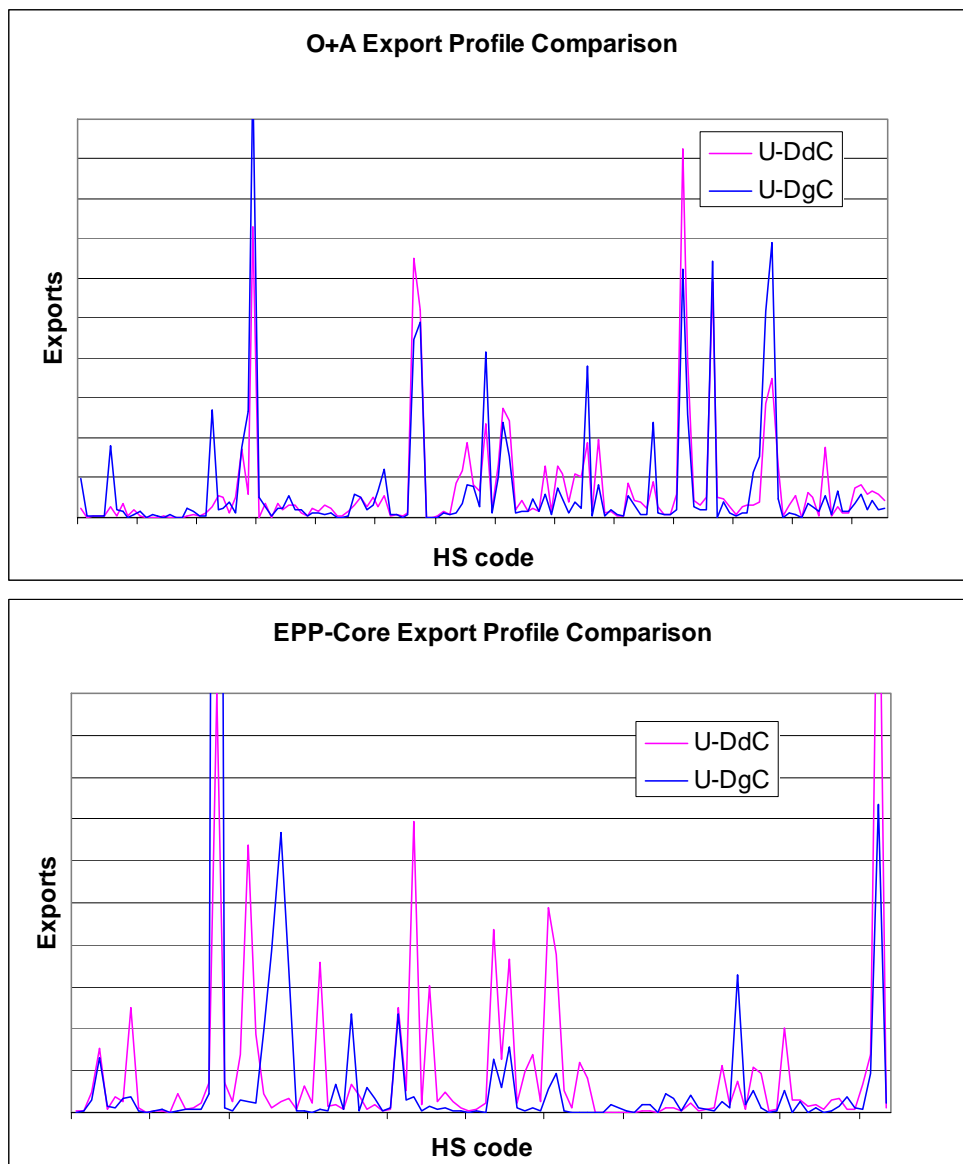 O+A Export Profile Comparison
U-DdC
U-DgC
Exports
HS code
EPP-Core Export Profile Comparison
U-DdC
U-DgC
Exports
HS code